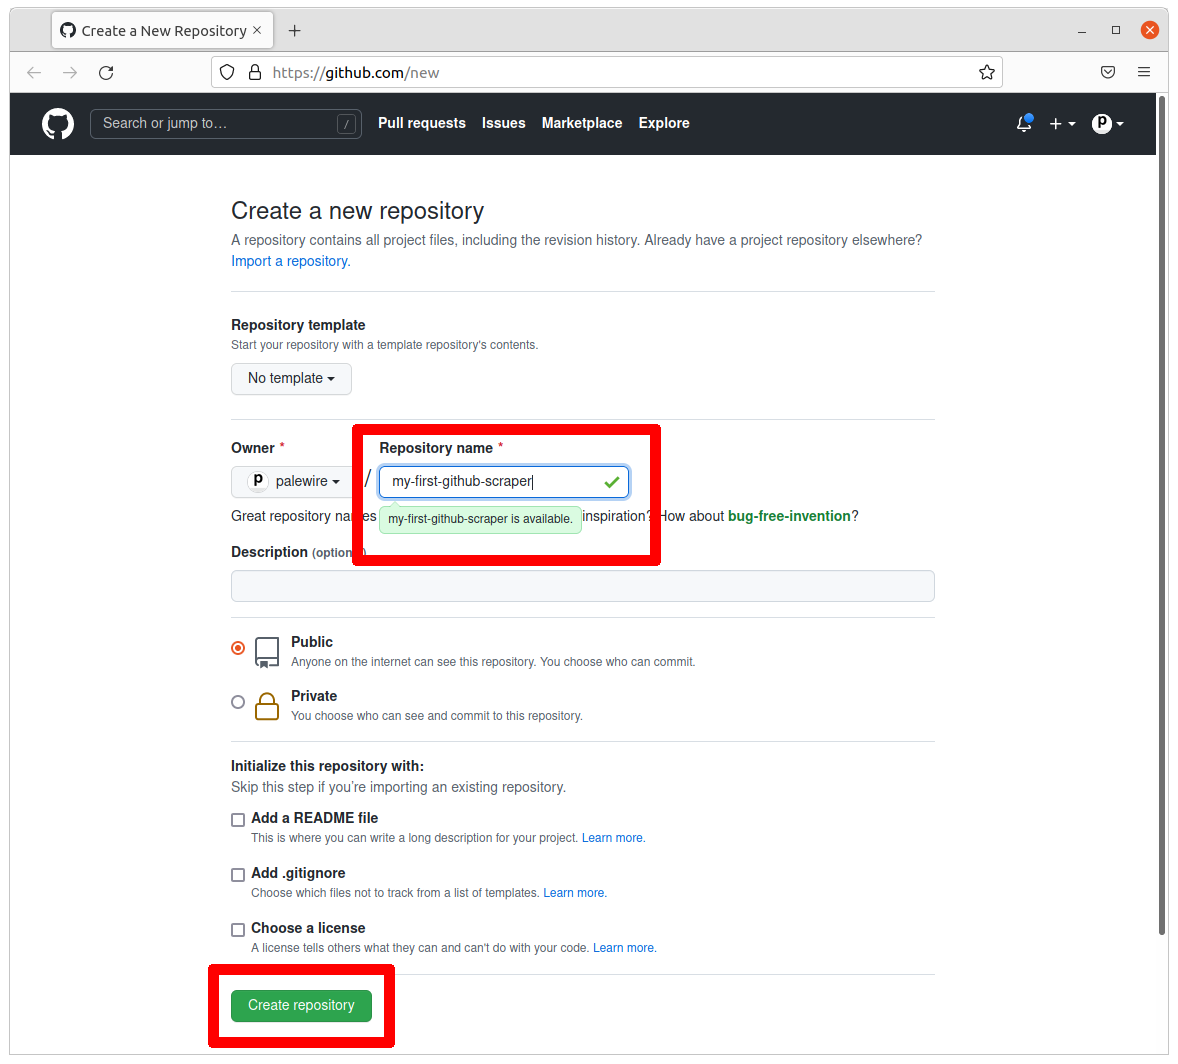 Create a New Repository
https://github.com/new
Search or jump to…
/
Pull requests Issues Marketplace Explore
p
Create a new repository
A repository contains all project files, including the revision history. Already have a project repository elsewhere?
Import a repository.
Repository template
Start your repository with a template repository's contents.
No template
Owner * Repository name *
p palewire / my-first-github-scraper
Great repository names inspiration? How about bug-free-invention?
my-first-github-scraper is available.
Description (option)
Public
Anyone on the internet can see this repository. You choose who can commit.
Private
You choose who can see and commit to this repository.
Initialize this repository with:
Skip this step if you’re importing an existing repository.
Add a README file
This is where you can write a long description for your project. Learn more.
Add .gitignore
Choose which files not to track from a list of templates. Learn more.
Choose a license
A license tells others what they can and can't do with your code. Learn more.
Create repository